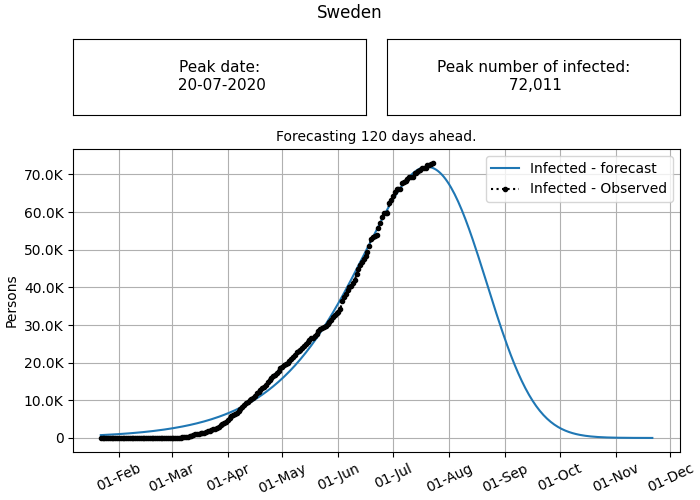 Sweden
Peak date:
20-07-2020
Peak number of infected:
72,011
Forecasting 120 days ahead.
Infected - forecast
Infected - Observed
Persons
70.0K
60.0K
50.0K
40.0K
30.0K
20.0K
10.0K
0
01-Feb
01-Mar
01-Apr
01-May
01-Jun
01-Jul
01-Aug
01-Sep
01-Oct
01-Nov
01-Dec